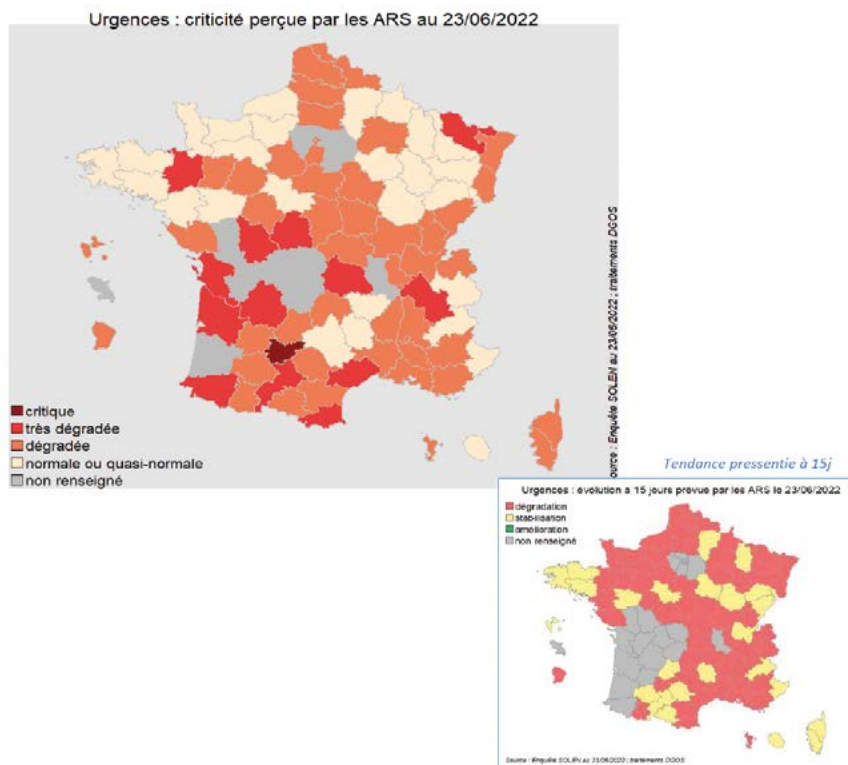 Urgences : criticité perçue par les ARS au 23/06/2022
critique
très dégradée
dégradée
normale ou quasi-normale
non renseigné
ource : Enquête SOLEN au 23/06/2022 ; traitements DGOS
Tendance pressentie à 15j
Urgences : évolution à 15 jours prévue par les ARS le 23/06/2022
dégradation
stabilisation
amélioration
non renseigné
Source : Enquête SOLEN au 23/06/2022 ; traitements DGOS